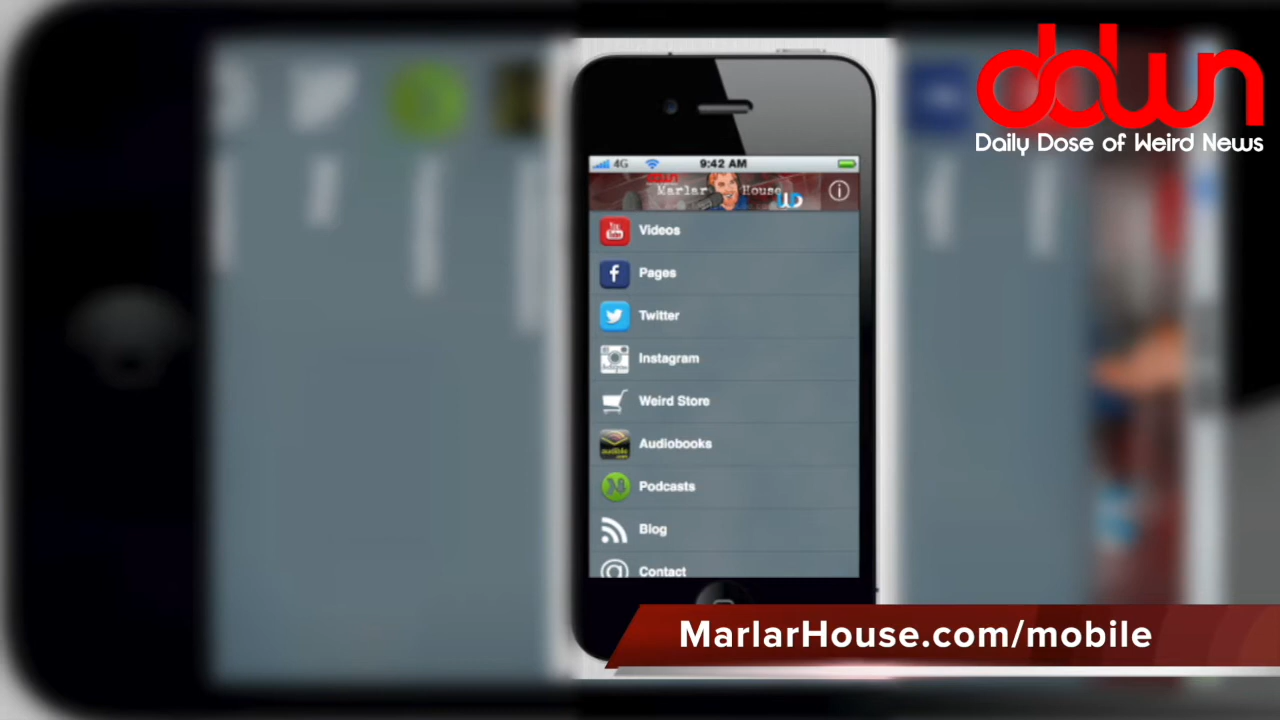 ddwn
Daily Dose of Weird News
4G
9:42 AM
Marlar House
Videos
Pages
Twitter
Instagram
Weird Store
Audiobooks
Podcasts
Blog
Contact
MarlarHouse.com/mobile